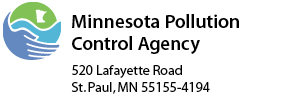 Minnesota Pollution
Control Agency
520 Lafayette Road
St. Paul, MN 55155-4194